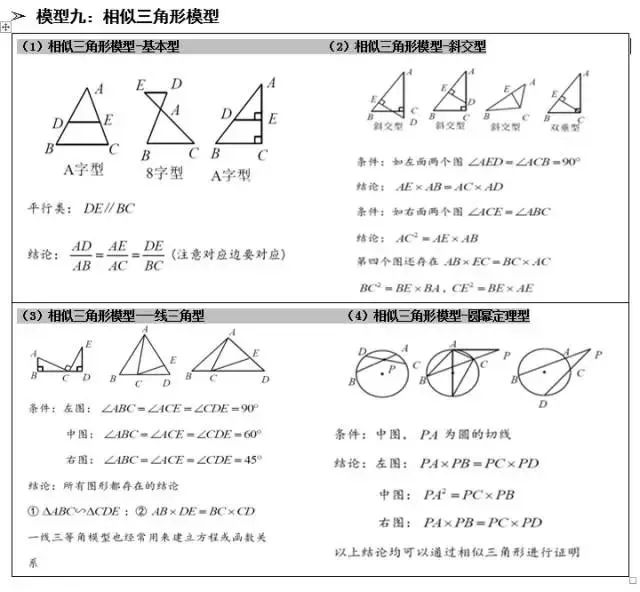 ➢ 模型九：相似三角形模型
（1）相似三角形模型-基本型
A
D E
B C
A字型
E D
A
B C
8字型
A
D E
B C
A字型
平行类： DE∥BC
结论： AD/AB = AE/AC = DE/BC (注意对应边要对应)
（2）相似三角形模型-斜交型
A
E
C
B D
斜交型
A
E D
B C
斜交型
A
E
B C
斜交型
A
E
B C
双垂型
条件：如左面两个图 ∠AED=∠ACB=90°
结论： AE×AB=AC×AD
条件：如右面两个图 ∠ACE=∠ABC
结论： AC²=AE×AB
第四个图还存在 AB×EC=BC×AC
BC²=BE×BA，CE²=BE×AE
（3）相似三角形模型---一线三角型
E
A
B C D
A
E
B C D
A
E
B C D
条件：左图： ∠ABC=∠ACE=∠CDE=90°
中图： ∠ABC=∠ACE=∠CDE=60°
右图： ∠ABC=∠ACE=∠CDE=45°
结论：所有图形都存在的结论
① ΔABC∽ΔCDE ；② AB×DE=BC×CD
一线三等角模型也经常用来建立方程或函数关
系
（4）相似三角形模型-圆幂定理型
D A
P C
B
A P
C
B
P
A
C
B
D
条件：中图， PA 为圆的切线
结论：左图： PA×PB=PC×PD
中图： PA²=PC×PB
右图： PA×PB=PC×PD
以上结论均可以通过相似三角形进行证明